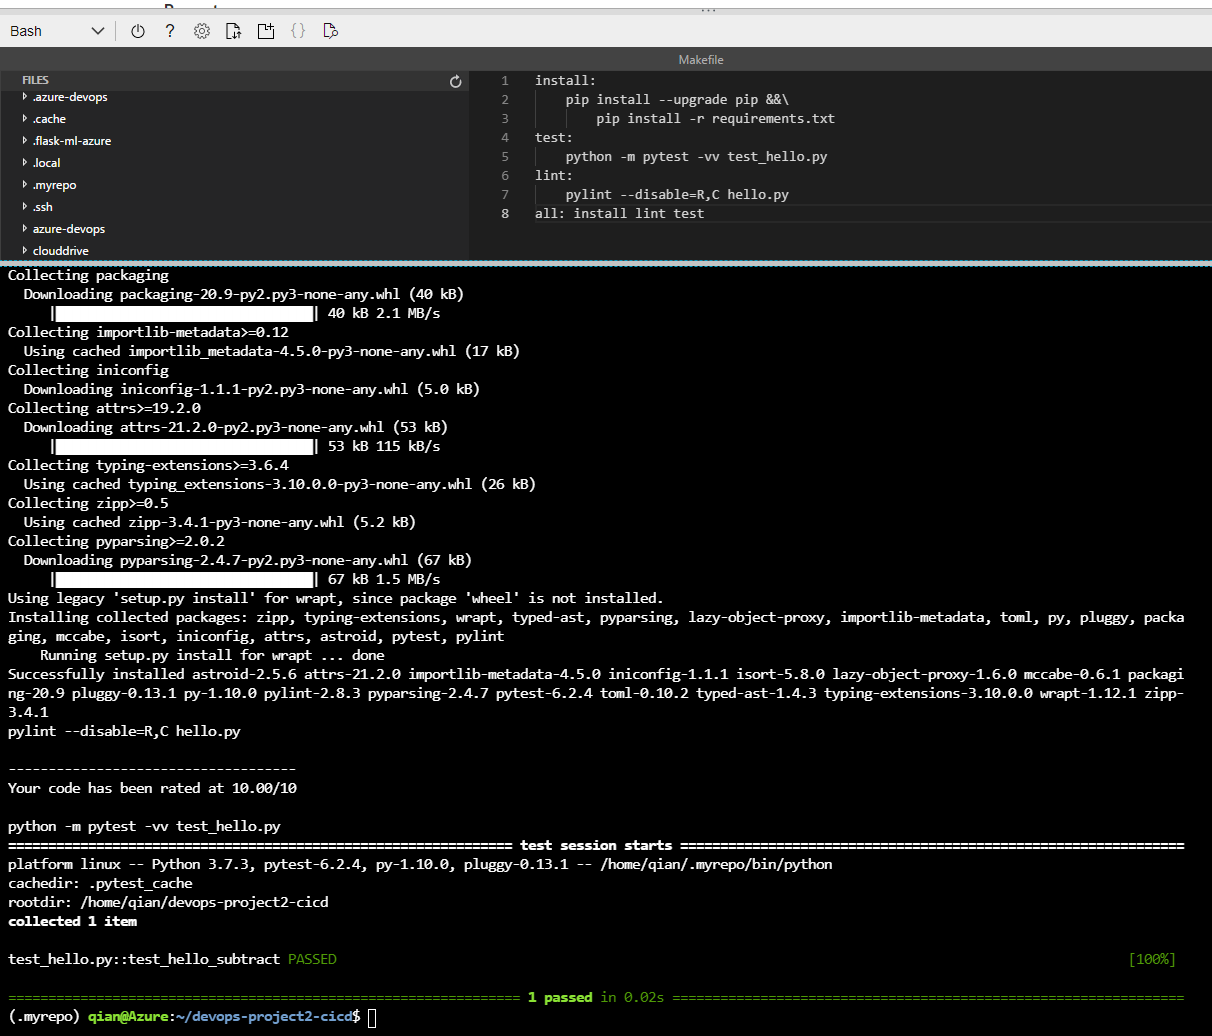 Bash
?
{ }
Makefile
FILES
.azure-devops
.cache
.flask-ml-azure
.local
.myrepo
.ssh
azure-devops
clouddrive
1 install:
2 pip install --upgrade pip &&\
3 pip install -r requirements.txt
4 test:
5 python -m pytest -vv test_hello.py
6 lint:
7 pylint --disable=R,C hello.py
8 all: install lint test
Collecting packaging
Downloading packaging-20.9-py2.py3-none-any.whl (40 kB)
|████████████████████████████████| 40 kB 2.1 MB/s
Collecting importlib-metadata>=0.12
Using cached importlib_metadata-4.5.0-py3-none-any.whl (17 kB)
Collecting iniconfig
Downloading iniconfig-1.1.1-py2.py3-none-any.whl (5.0 kB)
Collecting attrs>=19.2.0
Downloading attrs-21.2.0-py2.py3-none-any.whl (53 kB)
|████████████████████████████████| 53 kB 115 kB/s
Collecting typing-extensions>=3.6.4
Using cached typing_extensions-3.10.0.0-py3-none-any.whl (26 kB)
Collecting zipp>=0.5
Using cached zipp-3.4.1-py3-none-any.whl (5.2 kB)
Collecting pyparsing>=2.0.2
Downloading pyparsing-2.4.7-py2.py3-none-any.whl (67 kB)
|████████████████████████████████| 67 kB 1.5 MB/s
Using legacy 'setup.py install' for wrapt, since package 'wheel' is not installed.
Installing collected packages: zipp, typing-extensions, wrapt, typed-ast, pyparsing, lazy-object-proxy, importlib-metadata, toml, py, pluggy, packa
ging, mccabe, isort, iniconfig, attrs, astroid, pytest, pylint
Running setup.py install for wrapt ... done
Successfully installed astroid-2.5.6 attrs-21.2.0 importlib-metadata-4.5.0 iniconfig-1.1.1 isort-5.8.0 lazy-object-proxy-1.6.0 mccabe-0.6.1 packagi
ng-20.9 pluggy-0.13.1 py-1.10.0 pylint-2.8.3 pyparsing-2.4.7 pytest-6.2.4 toml-0.10.2 typed-ast-1.4.3 typing-extensions-3.10.0.0 wrapt-1.12.1 zipp-
3.4.1
pylint --disable=R,C hello.py
------------------------------------
Your code has been rated at 10.00/10
python -m pytest -vv test_hello.py
=============================================================== test session starts ===============================================================
platform linux -- Python 3.7.3, pytest-6.2.4, py-1.10.0, pluggy-0.13.1 -- /home/qian/.myrepo/bin/python
cachedir: .pytest_cache
rootdir: /home/qian/devops-project2-cicd
collected 1 item
test_hello.py::test_hello_subtract PASSED [100%]
================================================================ 1 passed in 0.02s ================================================================
(.myrepo) qian@Azure:~/devops-project2-cicd$